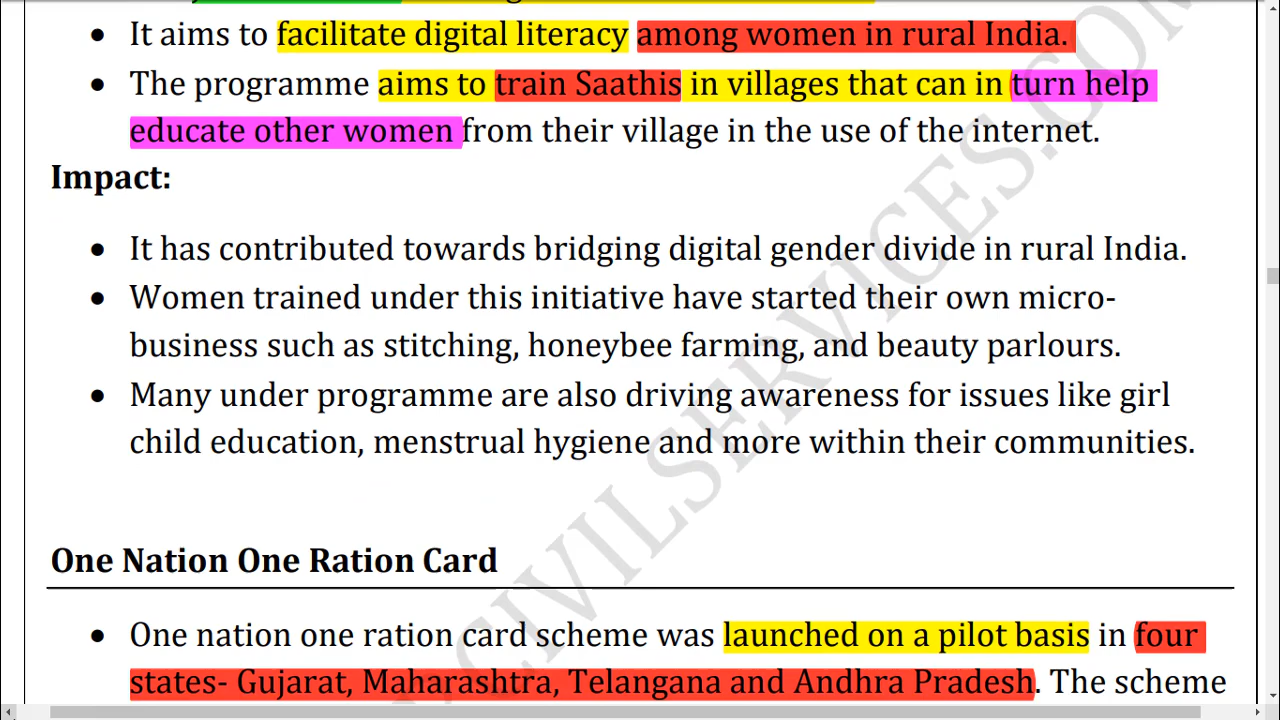 It aims to facilitate digital literacy among women in rural India.
The programme aims to train Saathis in villages that can in turn help
educate other women from their village in the use of the internet.
Impact:
It has contributed towards bridging digital gender divide in rural India.
Women trained under this initiative have started their own micro-
business such as stitching, honeybee farming, and beauty parlours.
Many under programme are also driving awareness for issues like girl
child education, menstrual hygiene and more within their communities.
One Nation One Ration Card
One nation one ration card scheme was launched on a pilot basis in four
states- Gujarat, Maharashtra, Telangana and Andhra Pradesh. The scheme
CIVILSERVICES.COM